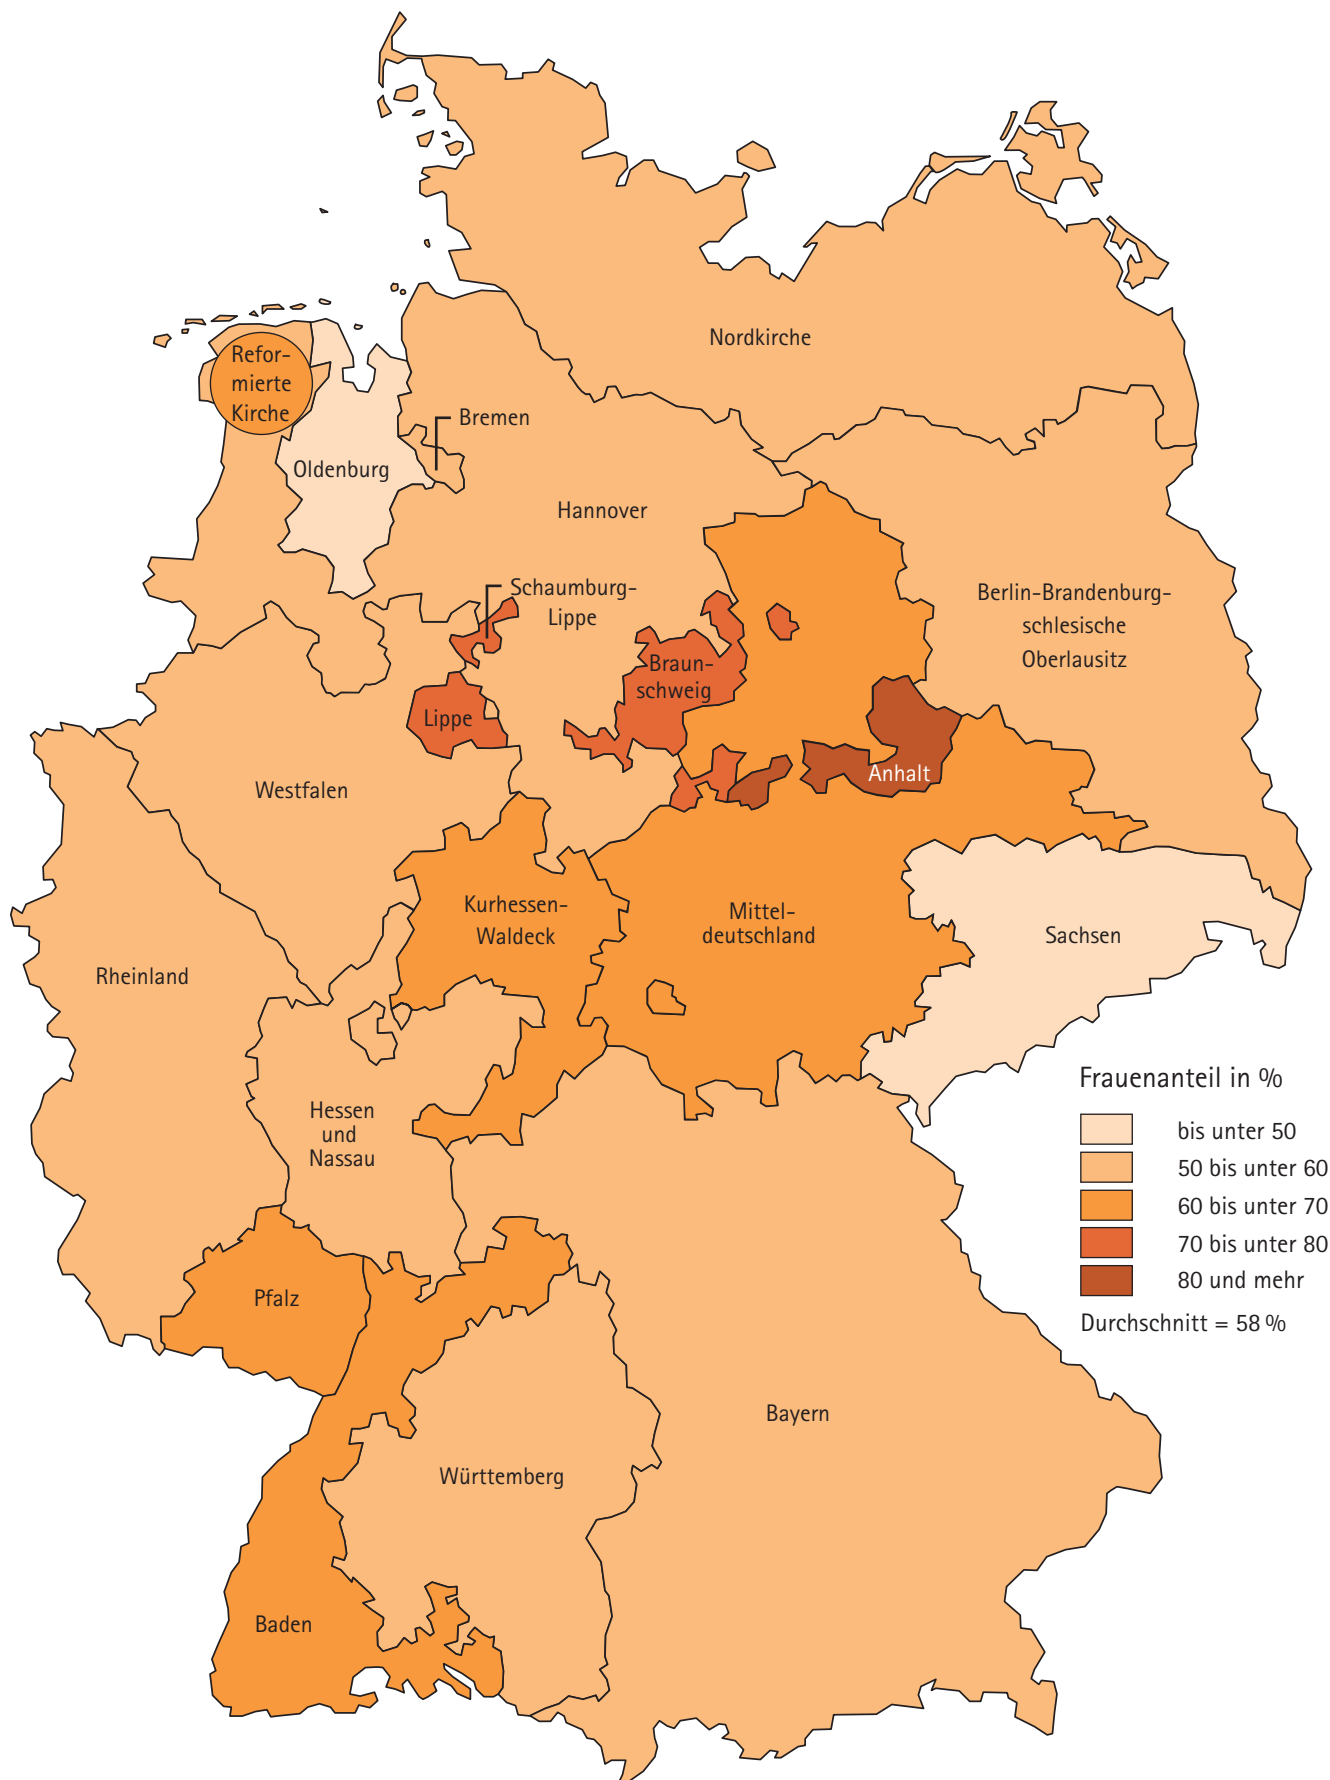 Nordkirche
Refor-
mierte
Kirche
Bremen
Oldenburg
Hannover
Schaumburg-
Lippe
Berlin-Brandenburg-
schlesische
Oberlausitz
Braun-
schweig
Lippe
Anhalt
Westfalen
Kurhessen-
Waldeck
Mittel-
deutschland
Sachsen
Rheinland
Hessen
und
Nassau
Pfalz
Bayern
Württemberg
Baden
Frauenanteil in %
bis unter 50
50 bis unter 60
60 bis unter 70
70 bis unter 80
80 und mehr
Durchschnitt = 58 %